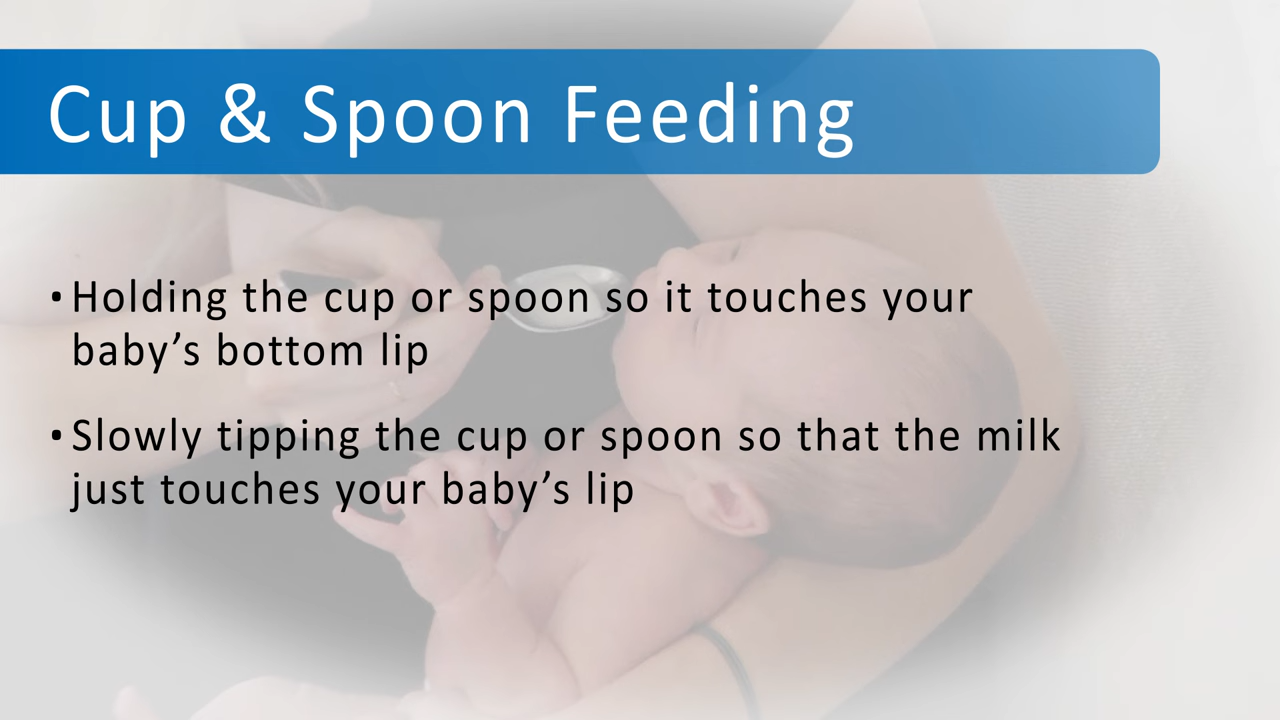 Cup & Spoon Feeding
•Holding the cup or spoon so it touches your
baby’s bottom lip
•Slowly tipping the cup or spoon so that the milk
just touches your baby’s lip